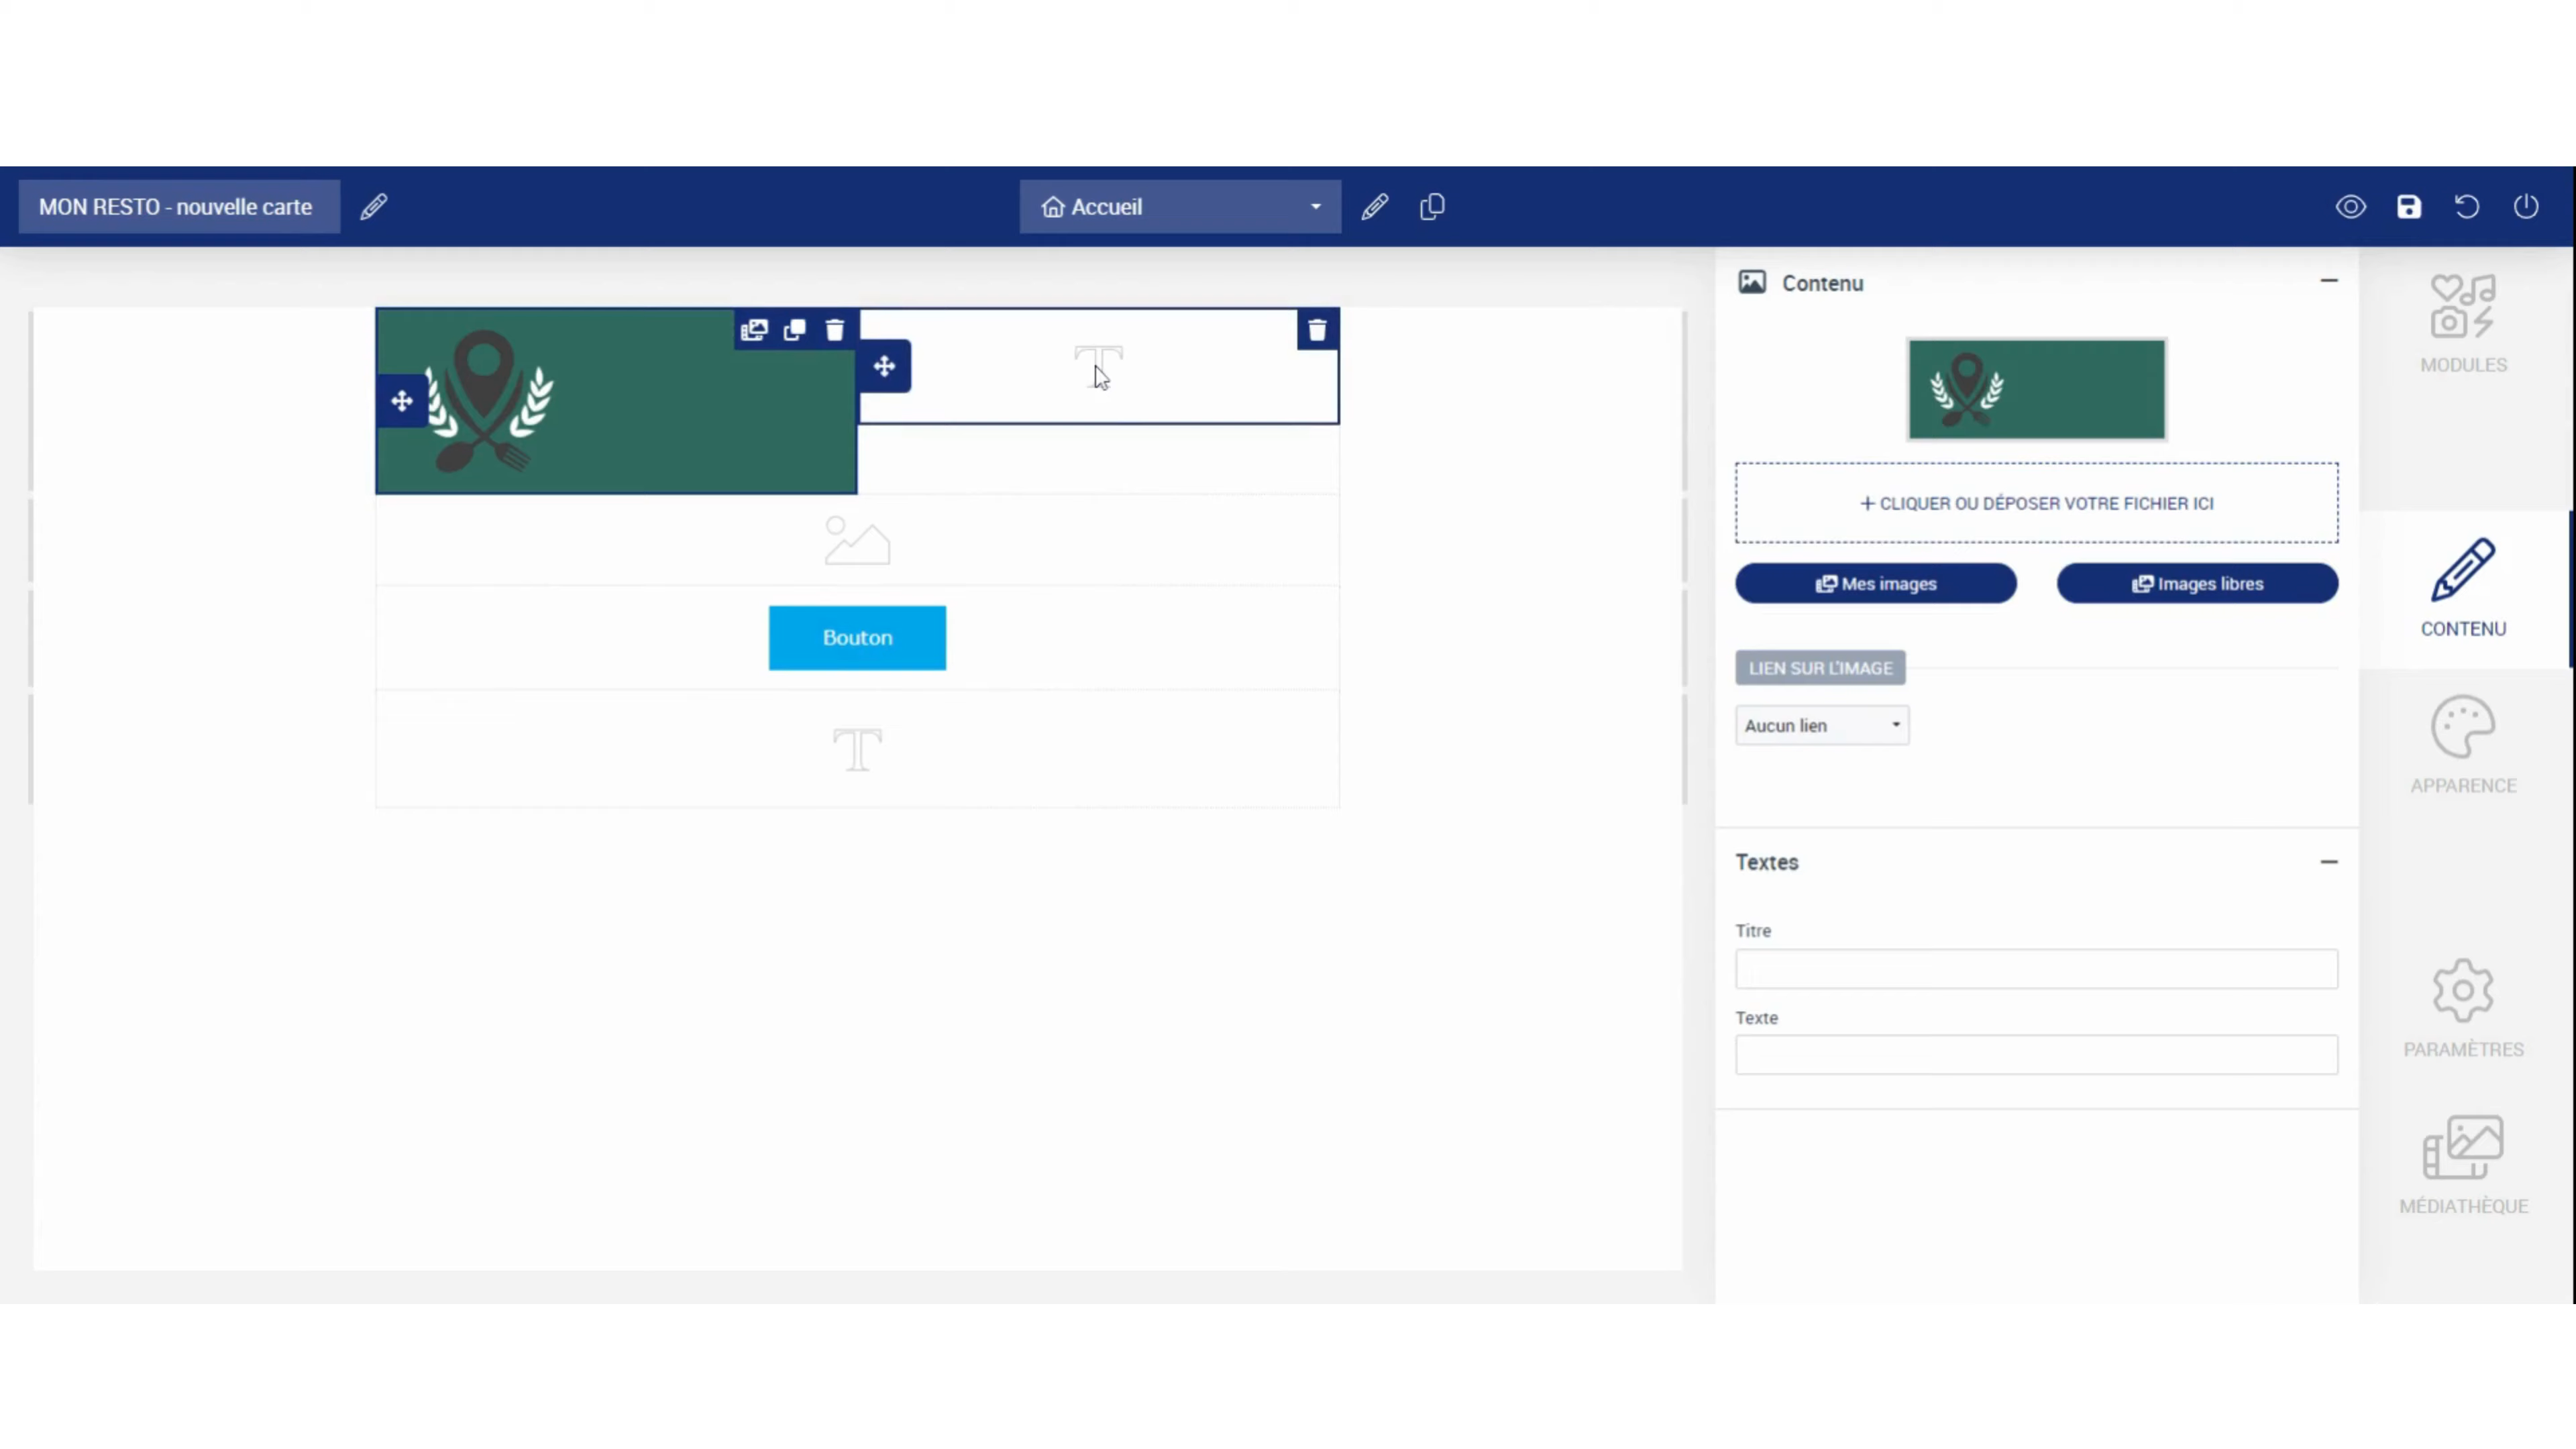 MON RESTO - nouvelle carte
Accueil
Contenu
MODULES
+ CLIQUER OU DÉPOSER VOTRE FICHIER ICI
Mes images
Images libres
Bouton
CONTENU
LIEN SUR L'IMAGE
Aucun lien
APPARENCE
Textes
Titre
Texte
PARAMÈTRES
MÉDIATHÈQUE